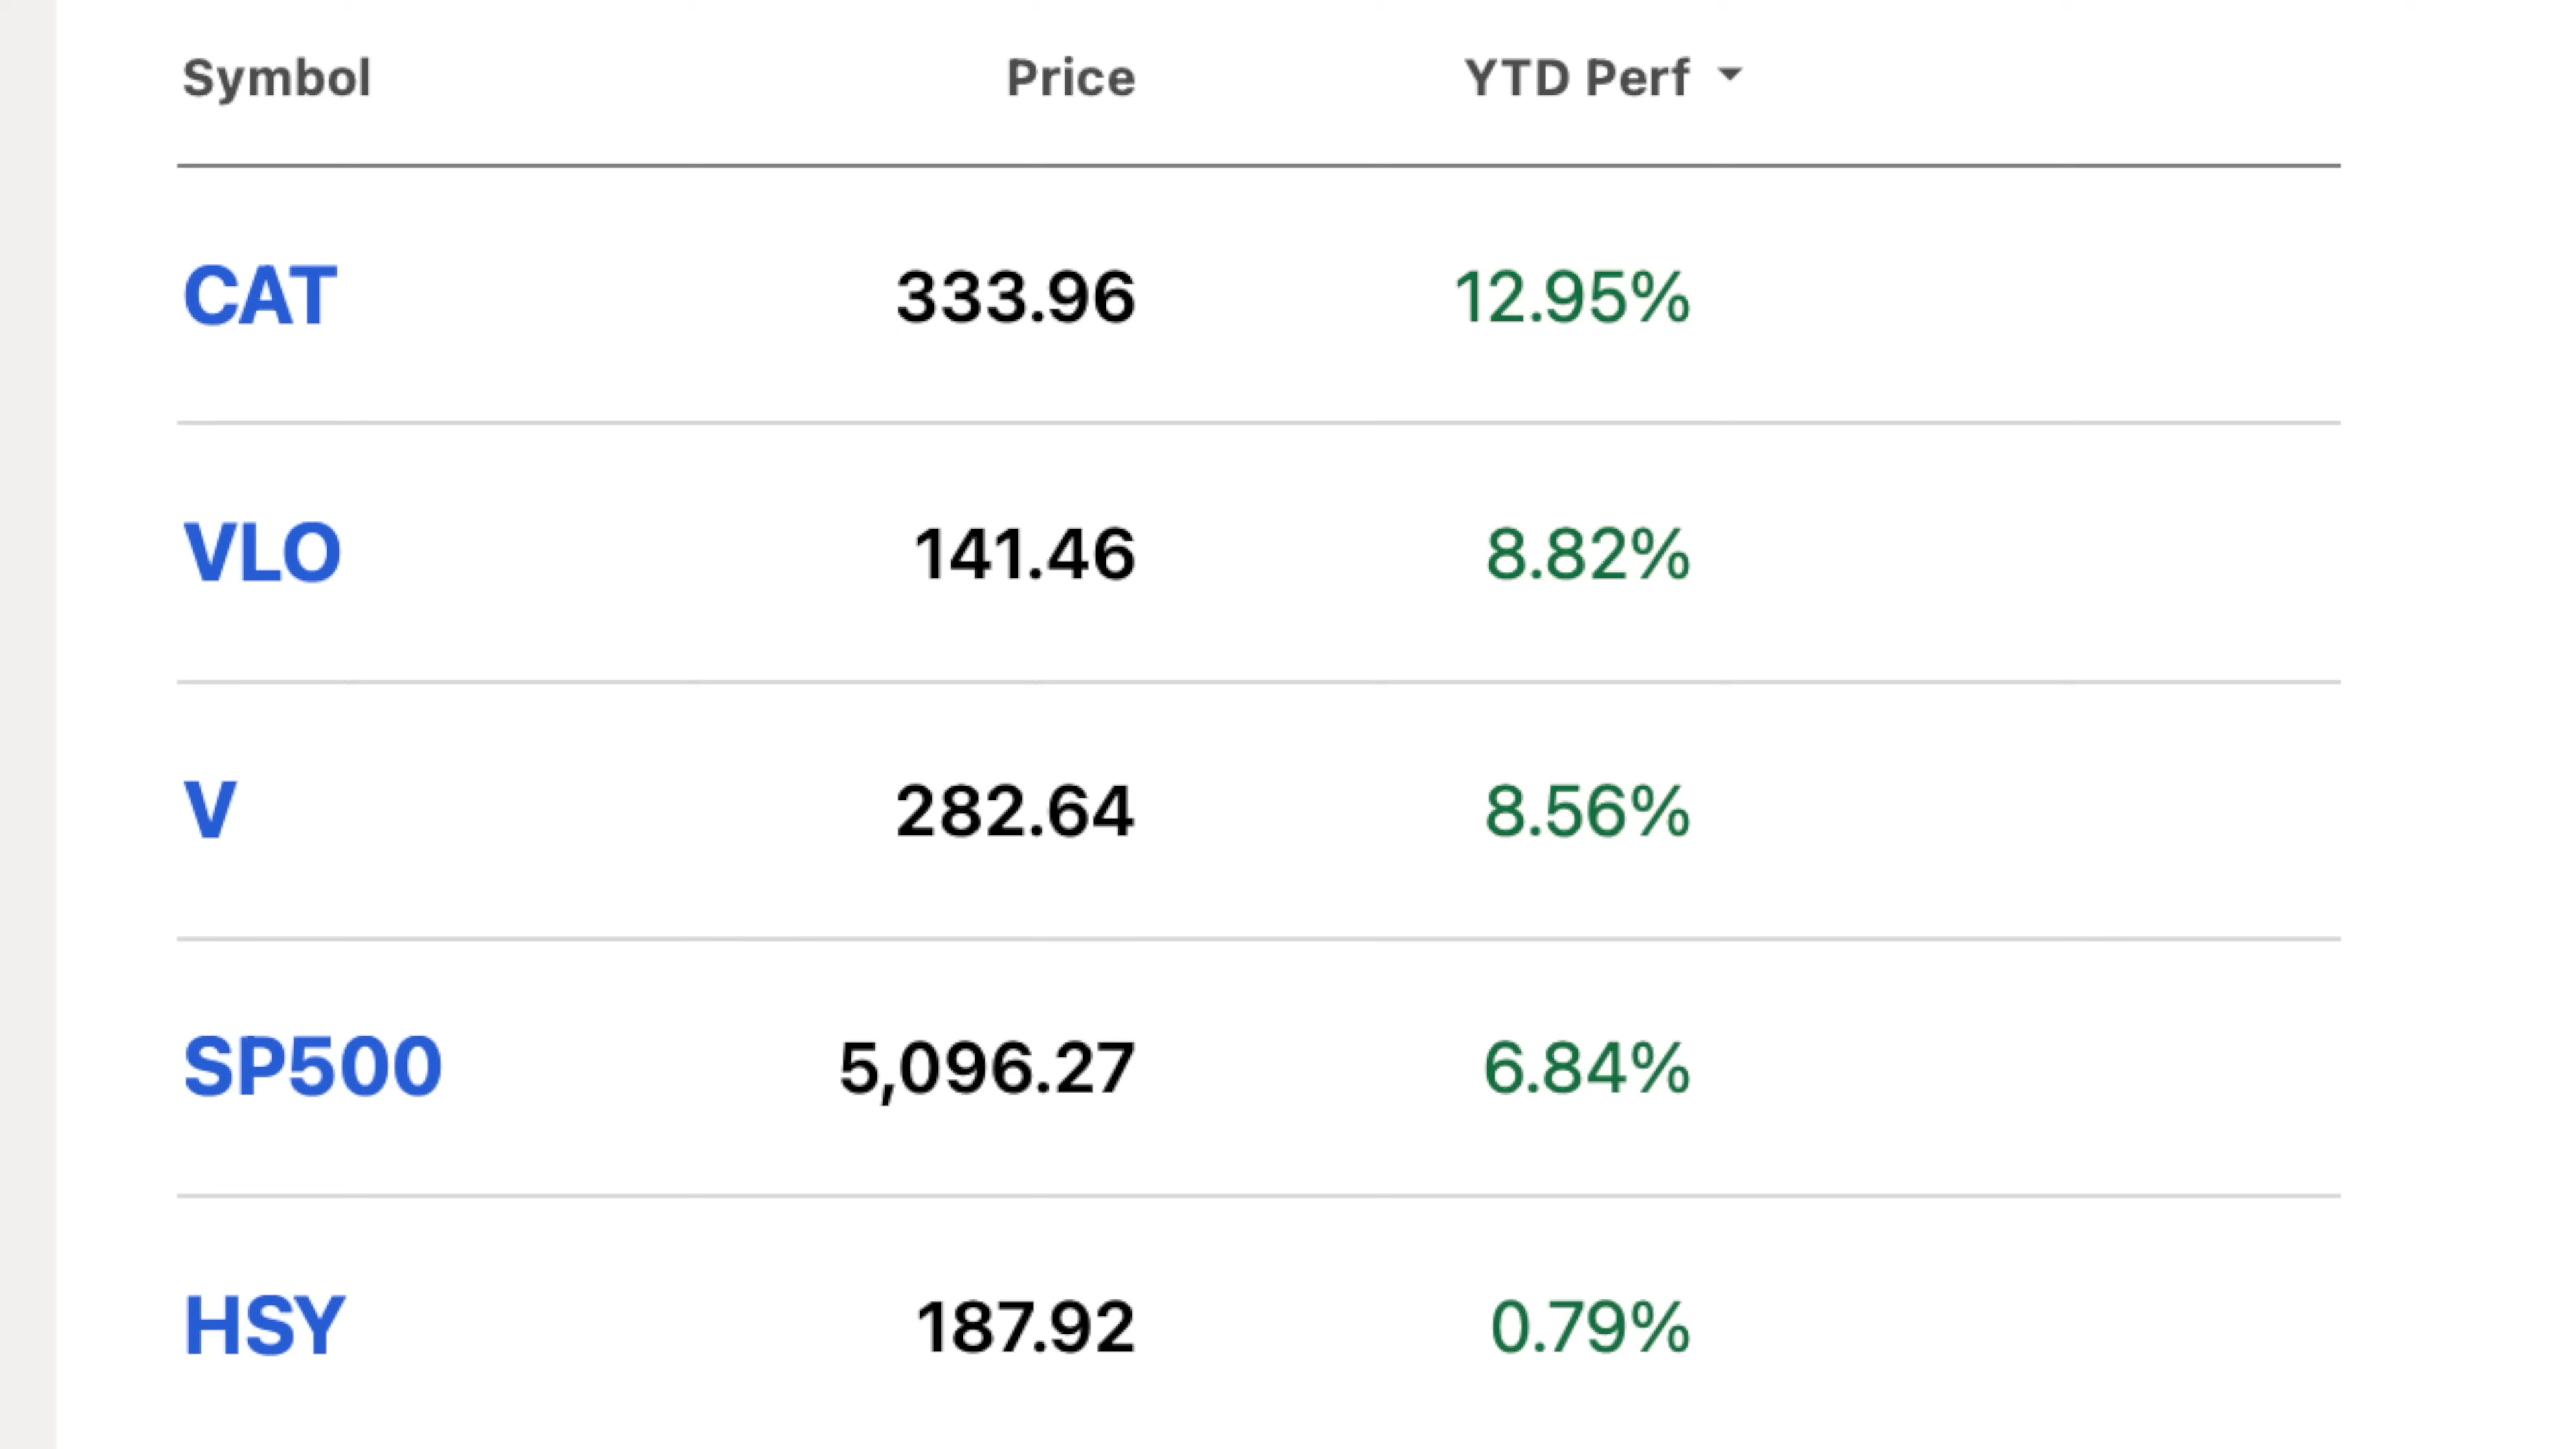 Symbol Price YTD Perf
CAT 333.96 12.95%
VLO 141.46 8.82%
V 282.64 8.56%
SP500 5,096.27 6.84%
HSY 187.92 0.79%